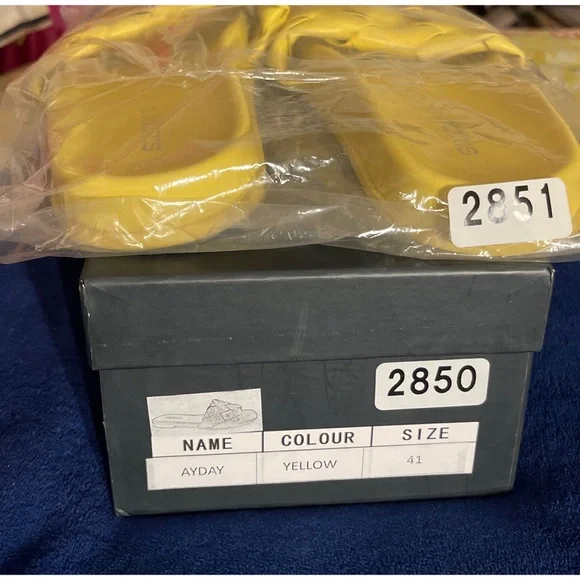 2851
2850
NAME COLOUR SIZE
AYDAY YELLOW 41